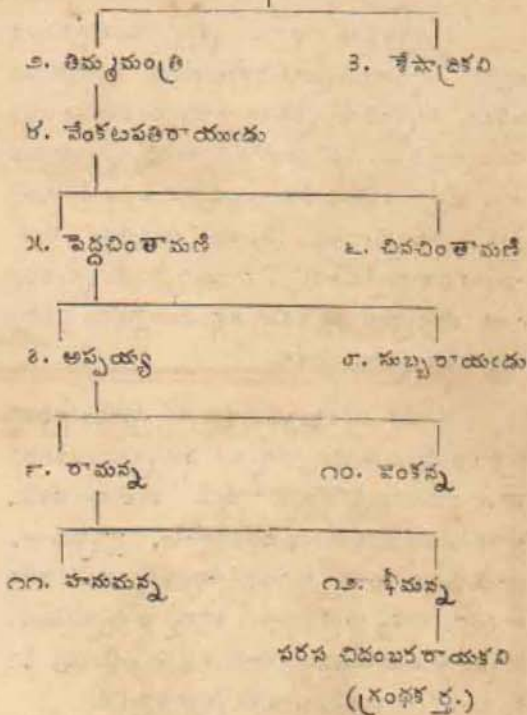 ౨. తిమ్మమంత్రి ౩. శేషాద్రికవి
౪. వేంకటపతిరాయుఁడు
౫. పెద్దచింతామణి ౬. చినచింతామణి
౭. అప్పయ్య ౮. సుబ్బరాయఁడు
౯. రామన్న ౧౦. జంకన్న
౧౧. హనుమన్న ౧౨. భీమన్న
పరస చిదంబరరాయకవి
(గ్రంథక ర్త.)